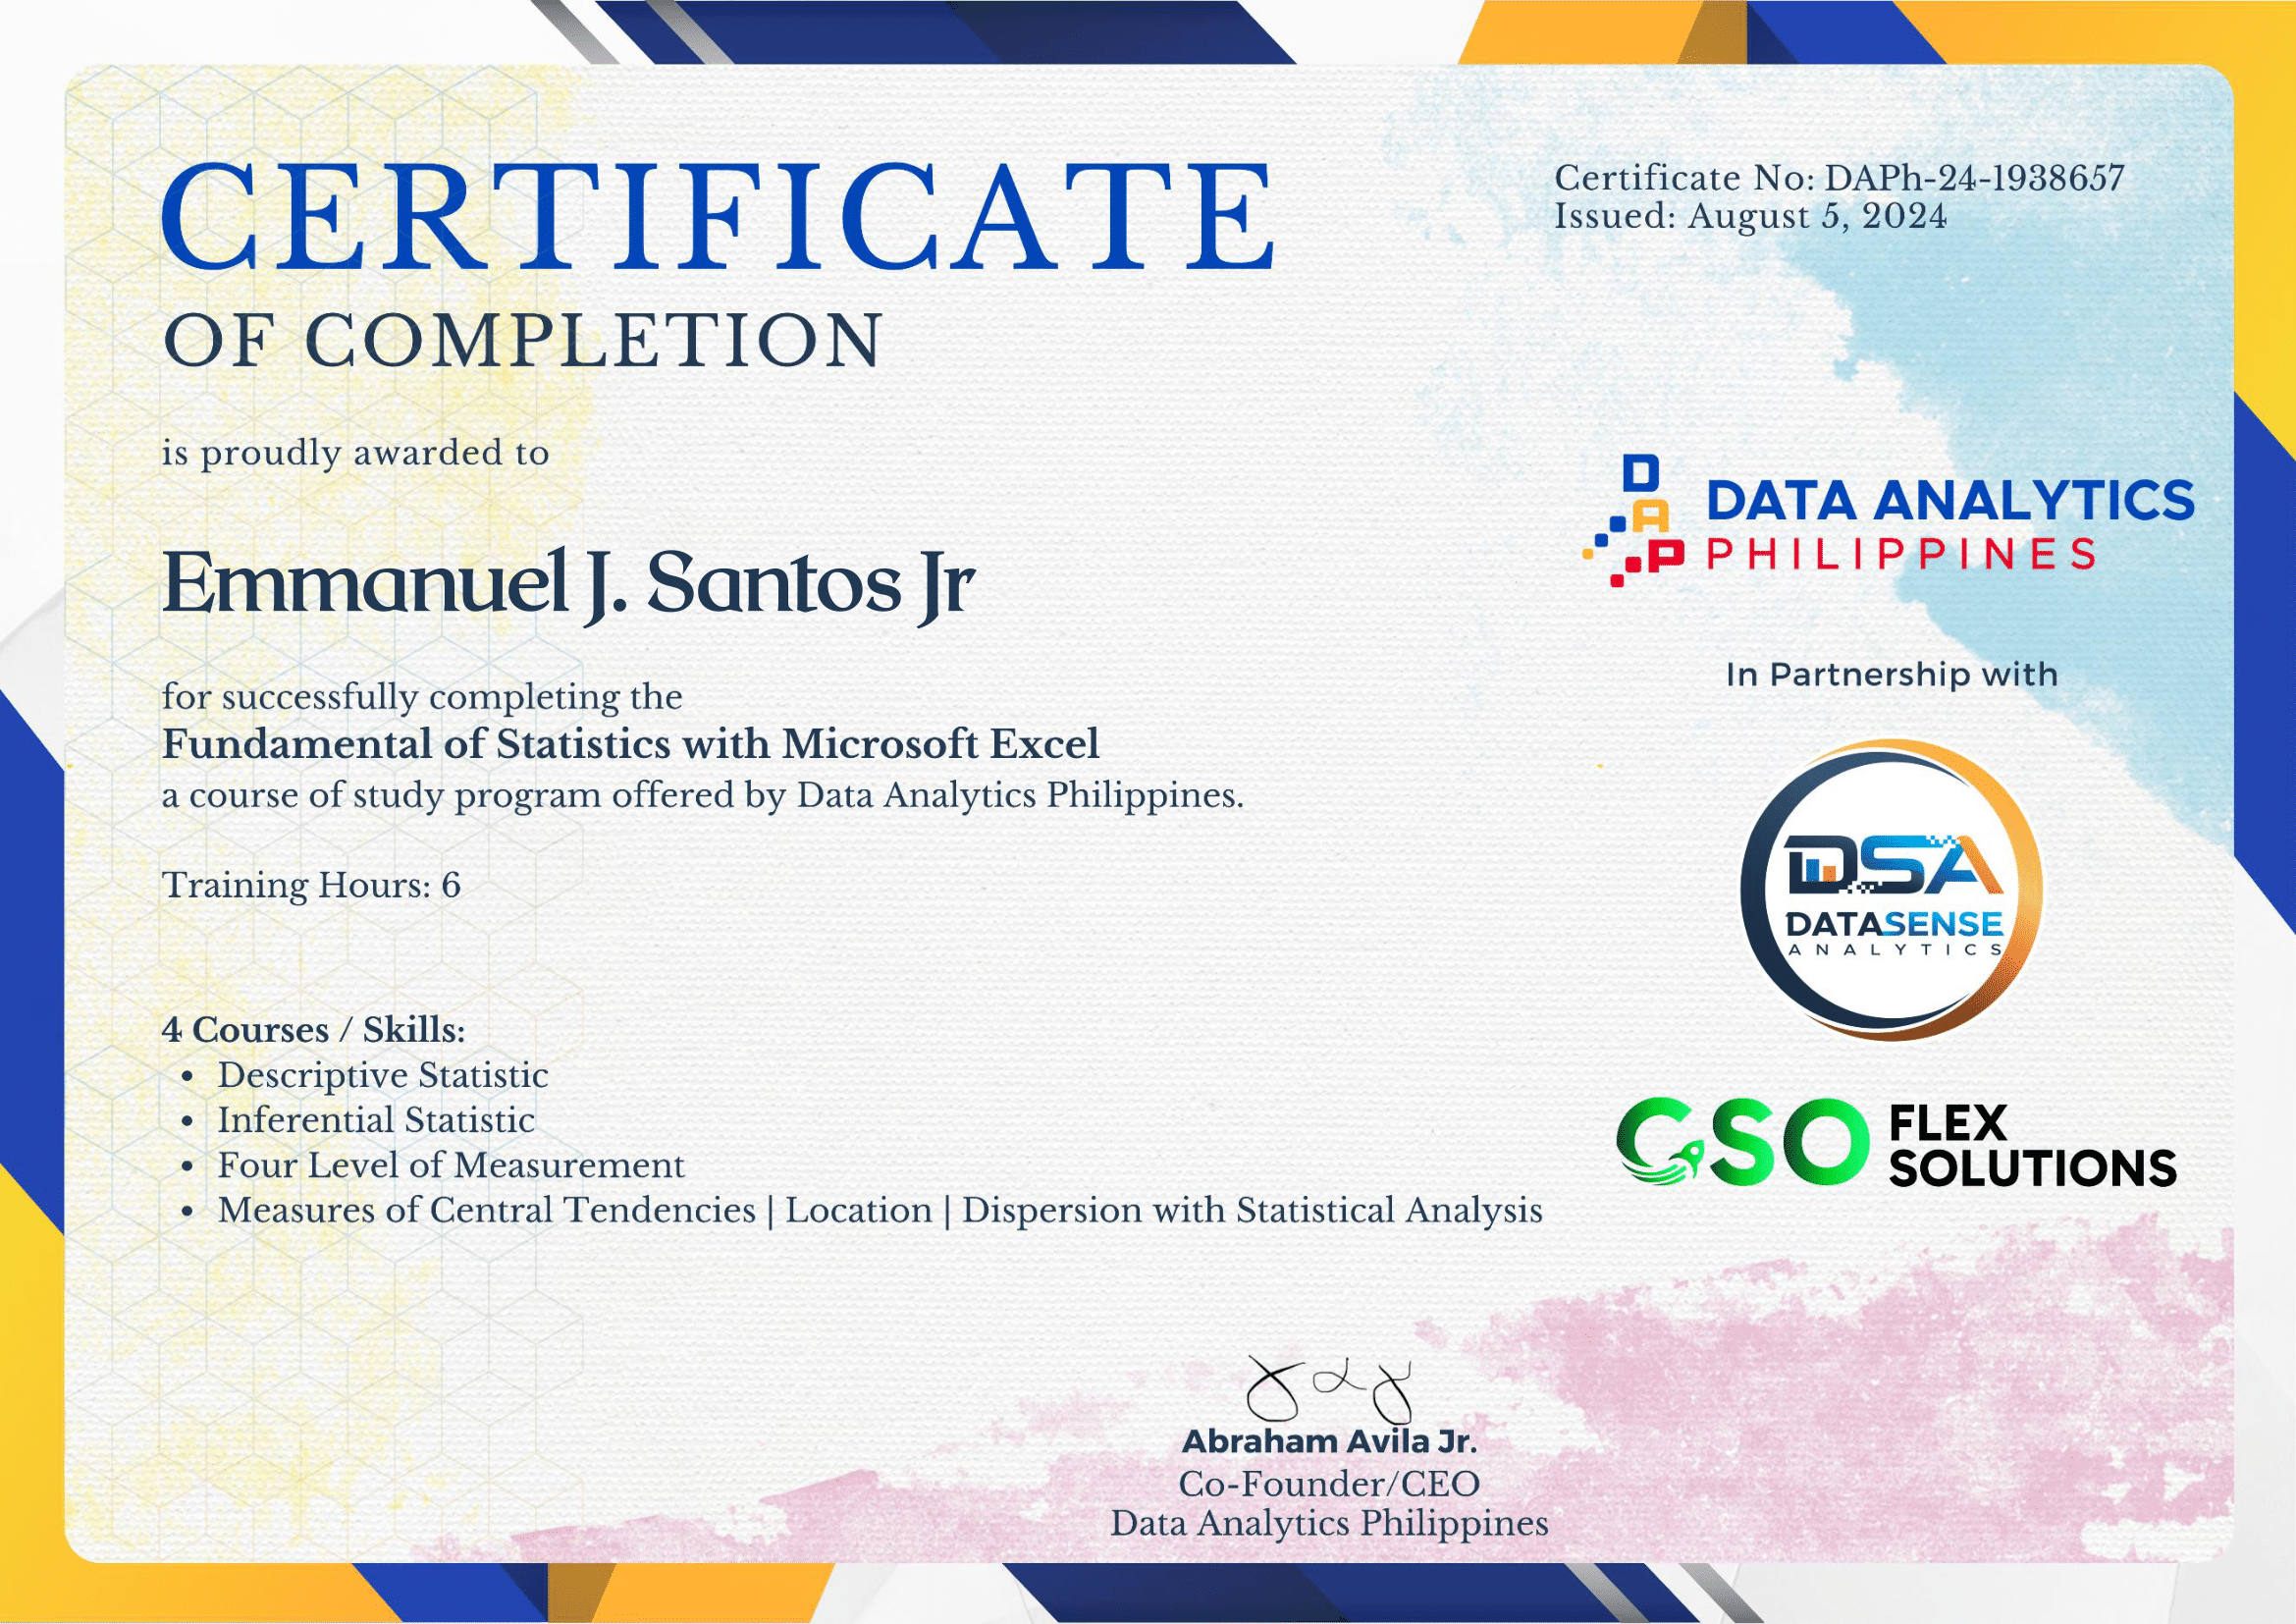 CERTIFICATE
OF COMPLETION
Certificate No: DAPh-24-1938657
Issued: August 5, 2024
is proudly awarded to
Emmanuel J. Santos Jr
for successfully completing the
Fundamental of Statistics with Microsoft Excel
a course of study program offered by Data Analytics Philippines.
Training Hours: 6
4 Courses / Skills:
• Descriptive Statistic
• Inferential Statistic
• Four Level of Measurement
• Measures of Central Tendencies | Location | Dispersion with Statistical Analysis
DAP
DATA ANALYTICS
PHILIPPINES
In Partnership with
DSA
DATASENSE
ANALYTICS
GSO
FLEX
SOLUTIONS
Abraham Avila Jr.
Co-Founder/CEO
Data Analytics Philippines